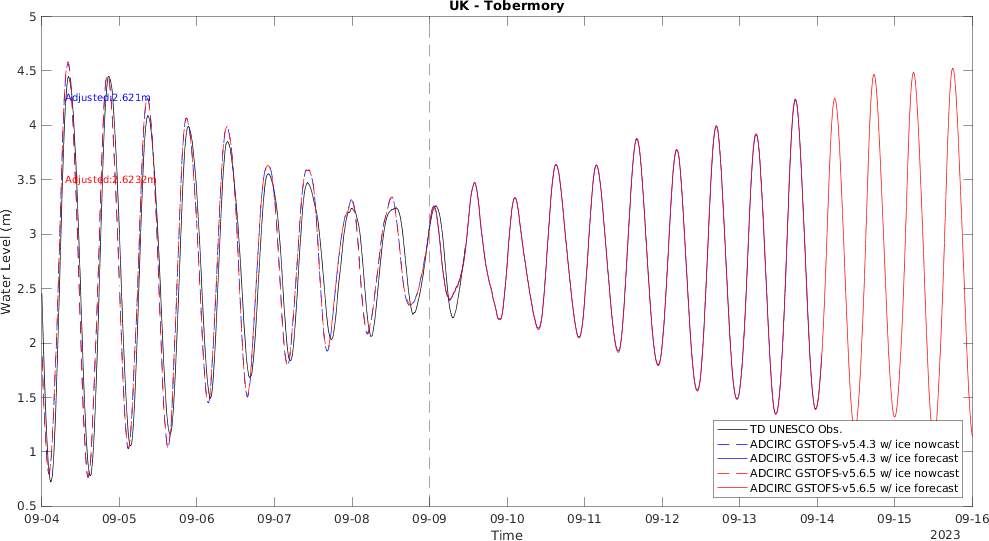 UK - Tobermory
5
4.5
4
3.5
3
2.5
2
1.5
1
0.5
Water Level (m)
Adjusted:2.621m
Adjusted:2.6232m
TD UNESCO Obs.
ADCIRC GSTOFS-v5.4.3 w/ ice nowcast
ADCIRC GSTOFS-v5.4.3 w/ ice forecast
ADCIRC GSTOFS-v5.6.5 w/ ice nowcast
ADCIRC GSTOFS-v5.6.5 w/ ice forecast
09-04 09-05 09-06 09-07 09-08 09-09 09-10 09-11 09-12 09-13 09-14 09-15 09-16
Time
2023